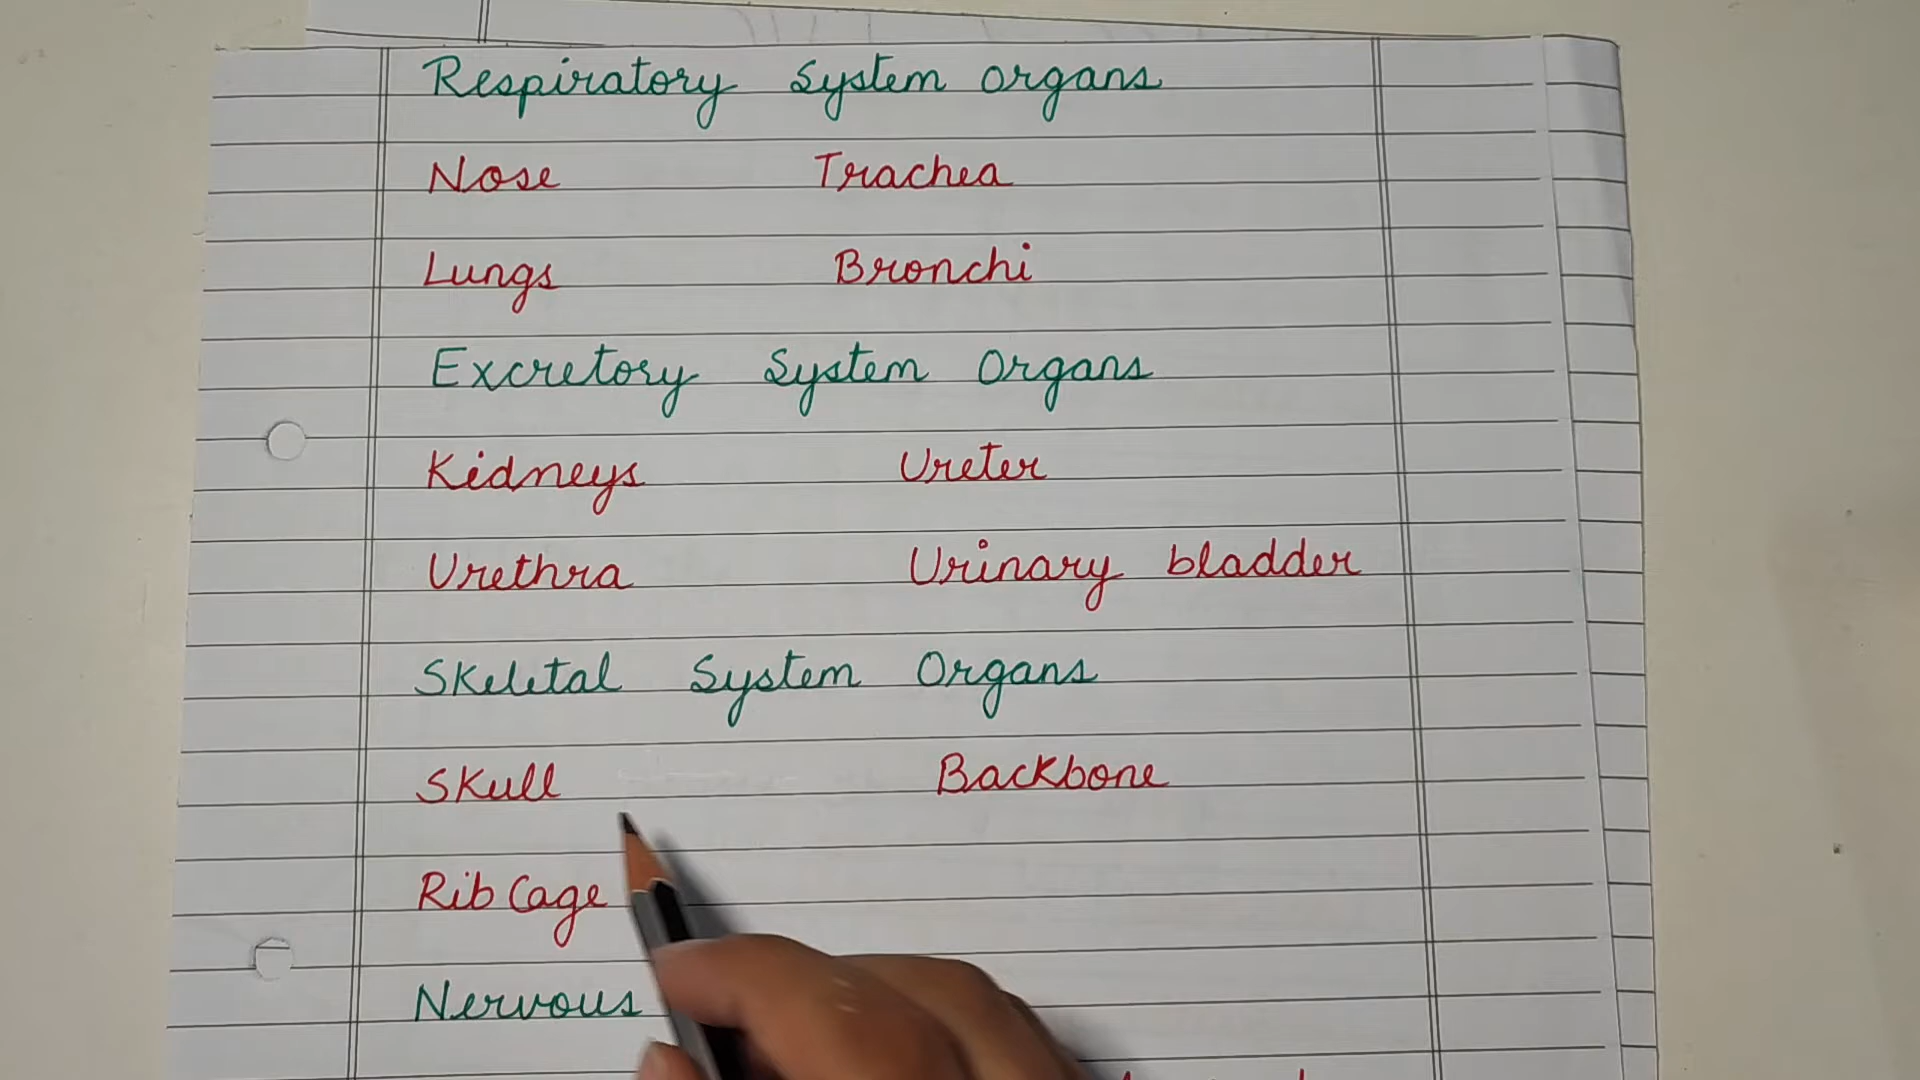 Respiratory System organs
Nose Trachea
Lungs Bronchi
Excretory System Organs
Kidneys Ureter
Urethra Urinary bladder
Skeletal System Organs
Skull Backbone
Rib Cage
Nervous